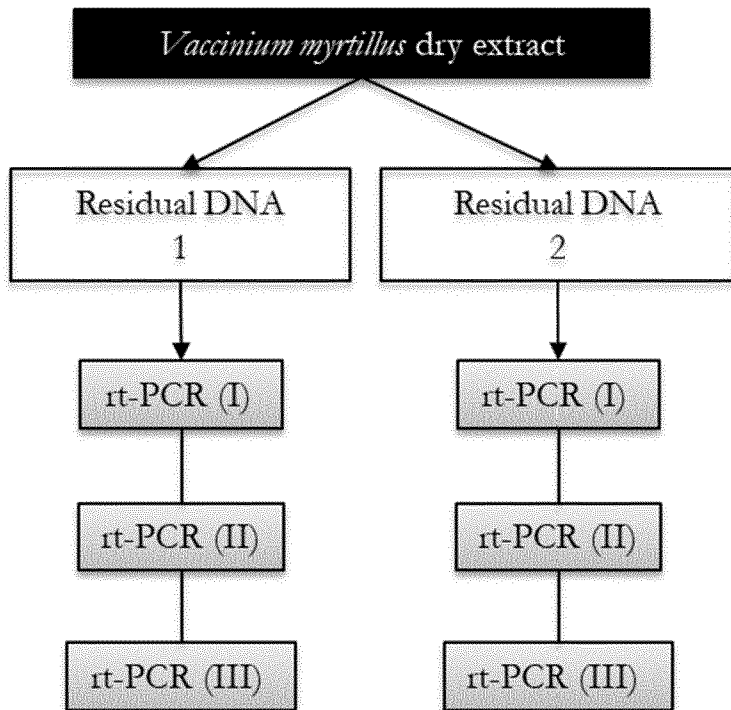 Vaccinium myrtillus dry extract
Residual DNA
1
Residual DNA
2
rt-PCR (I)
rt-PCR (I)
rt-PCR (II)
rt-PCR (II)
rt-PCR (III)
rt-PCR (III)